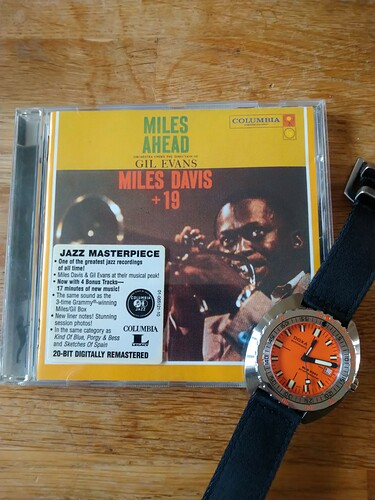 MILES
AHEAD
COLUMBIA
ORCHESTRA UNDER THE DIRECTION OF
GIL EVANS
MILES DAVIS
+ 19
JAZZ MASTERPIECE
• One of the greatest jazz recordings
of all time!
• Miles Davis & Gil Evans at their musical peak!
• Now with 4 Bonus Tracks—
17 minutes of new music!
• The same sound as the
3-time Grammy®-winning
Miles/Gil Box
• New liner notes! Stunning
session photos!
• In the same category as
Kind Of Blue, Porgy & Bess
and Sketches Of Spain
20-BIT DIGITALLY REMASTERED
COLUMBIA
JAZZ
COLUMBIA
LEGACY
DOXA